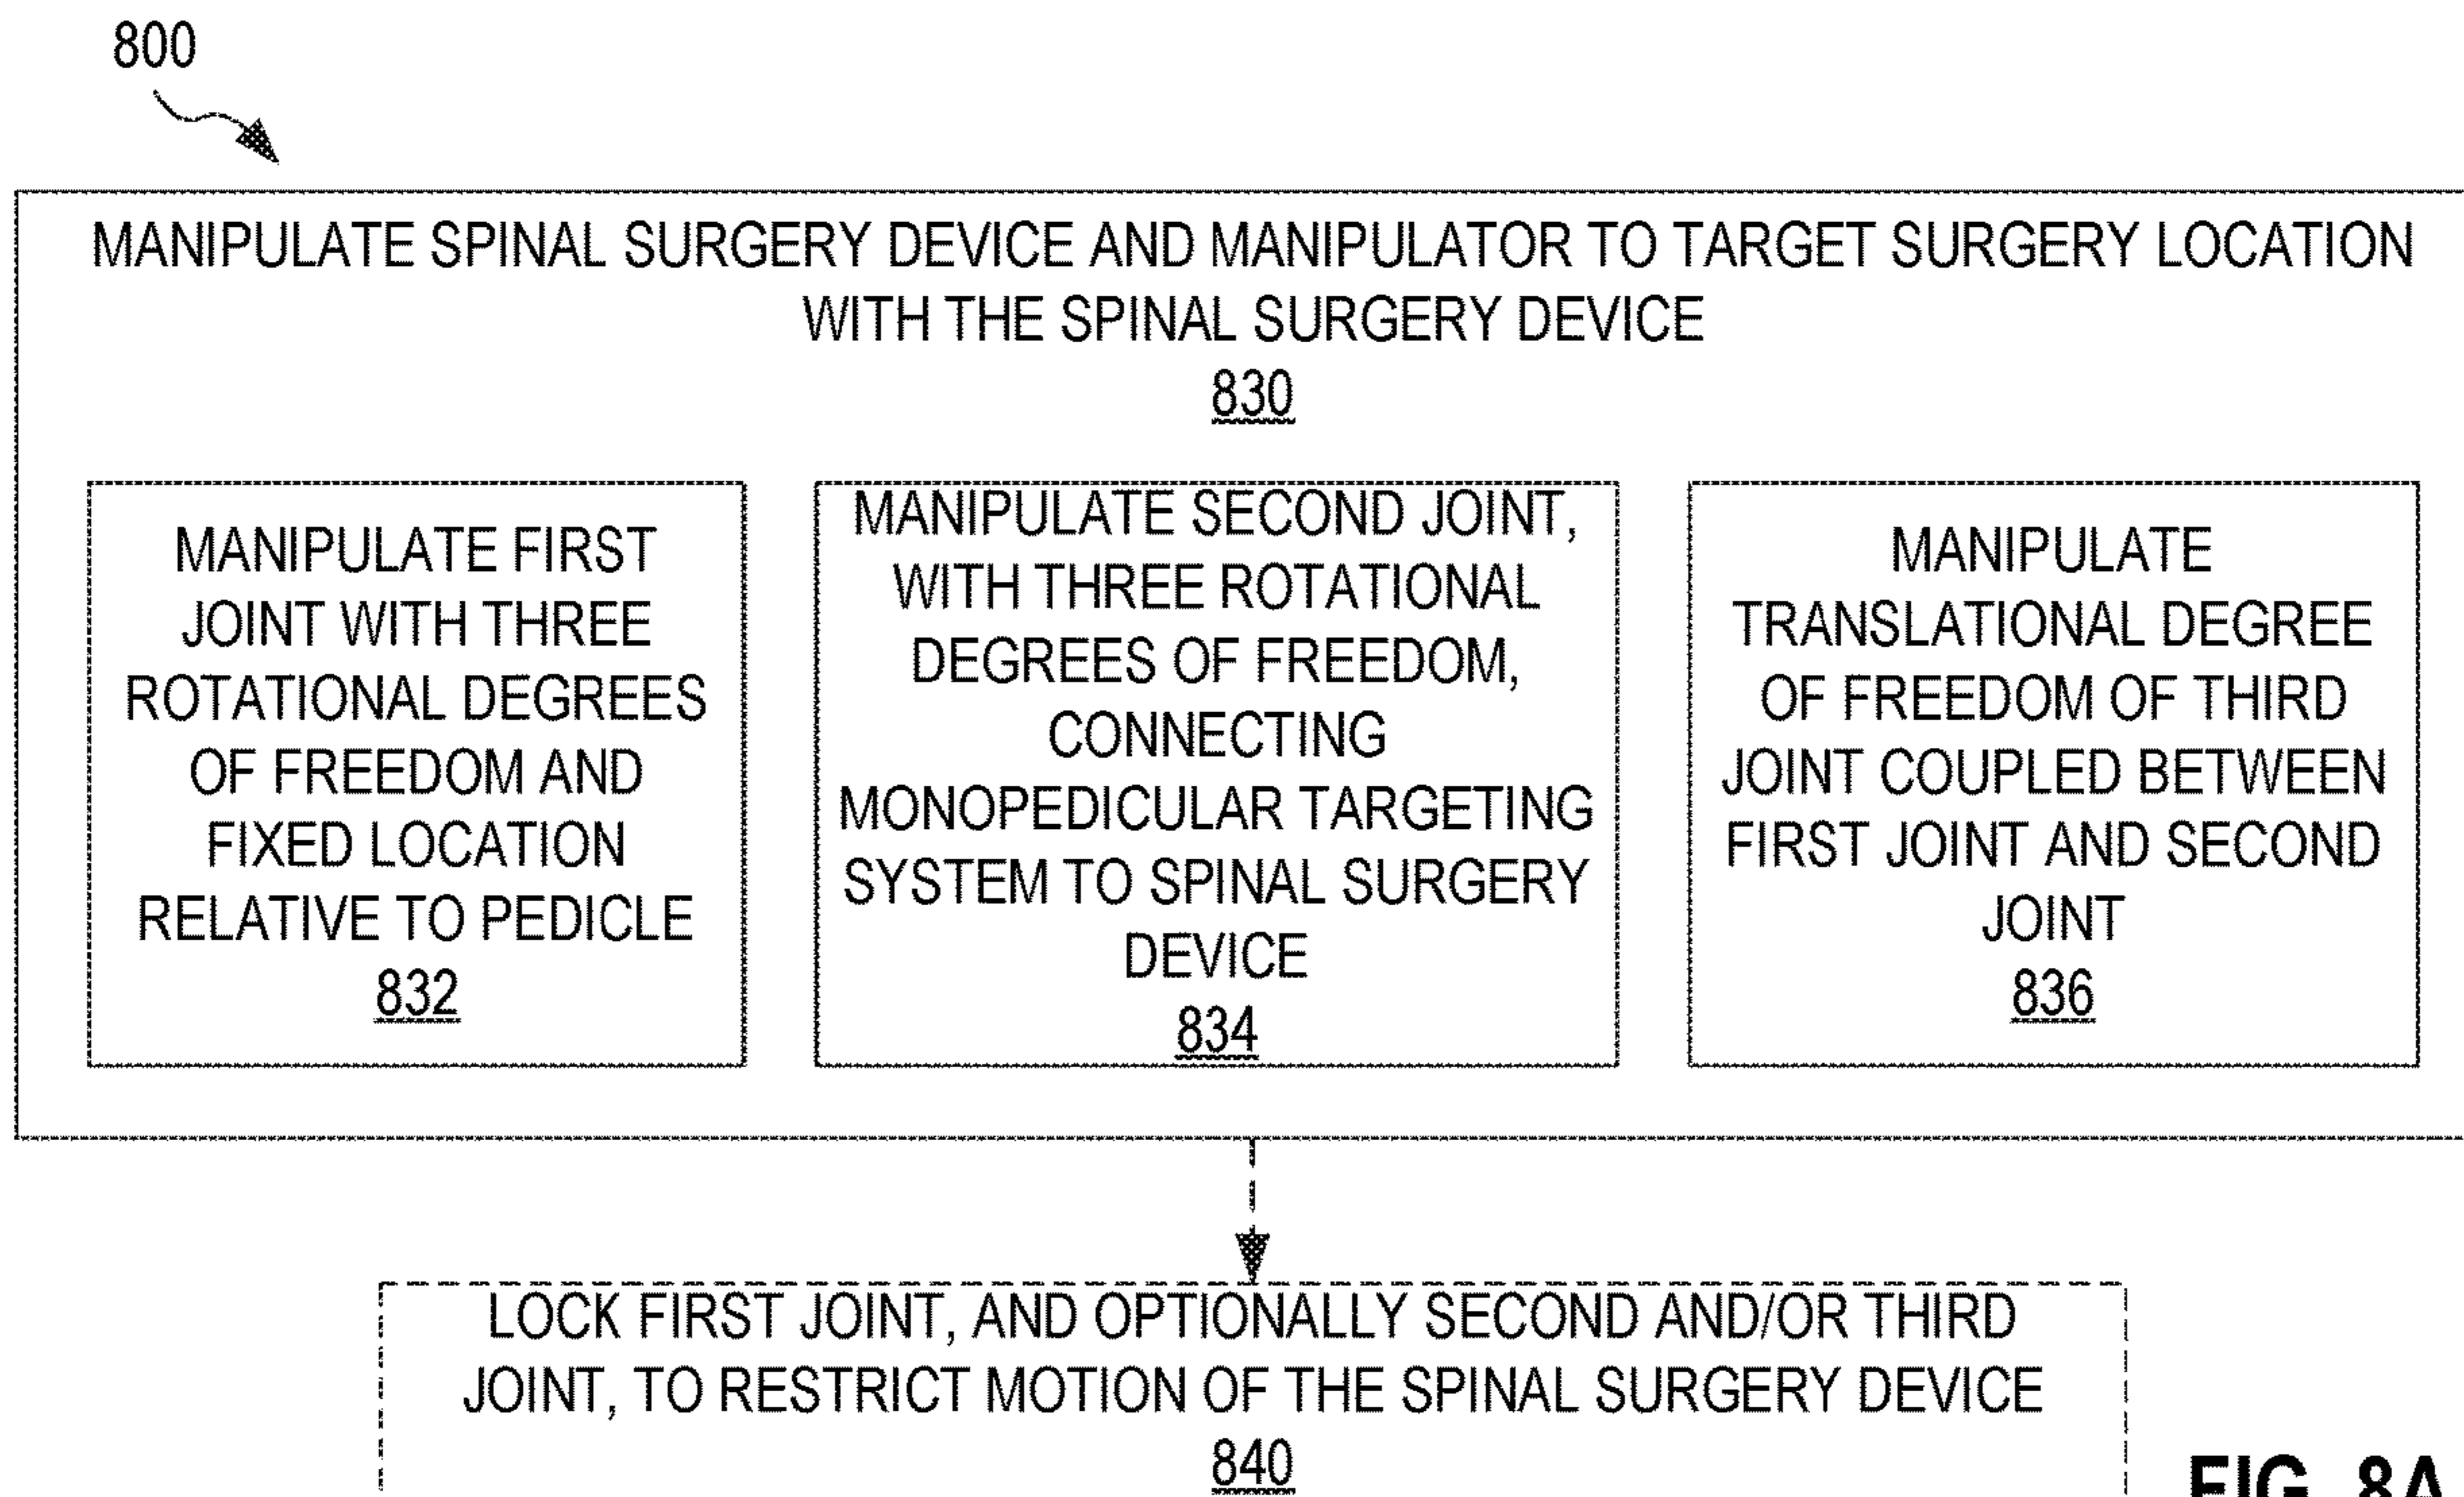 800
MANIPULATE SPINAL SURGERY DEVICE AND MANIPULATOR TO TARGET SURGERY LOCATION
WITH THE SPINAL SURGERY DEVICE
830
MANIPULATE FIRST
JOINT WITH THREE
ROTATIONAL DEGREES
OF FREEDOM AND
FIXED LOCATION
RELATIVE TO PEDICLE
832
MANIPULATE SECOND JOINT,
WITH THREE ROTATIONAL
DEGREES OF FREEDOM,
CONNECTING
MONOPEDICULAR TARGETING
SYSTEM TO SPINAL SURGERY
DEVICE
834
MANIPULATE
TRANSLATIONAL DEGREE
OF FREEDOM OF THIRD
JOINT COUPLED BETWEEN
FIRST JOINT AND SECOND
JOINT
836
LOCK FIRST JOINT, AND OPTIONALLY SECOND AND/OR THIRD
JOINT, TO RESTRICT MOTION OF THE SPINAL SURGERY DEVICE
840
FIG. 8A